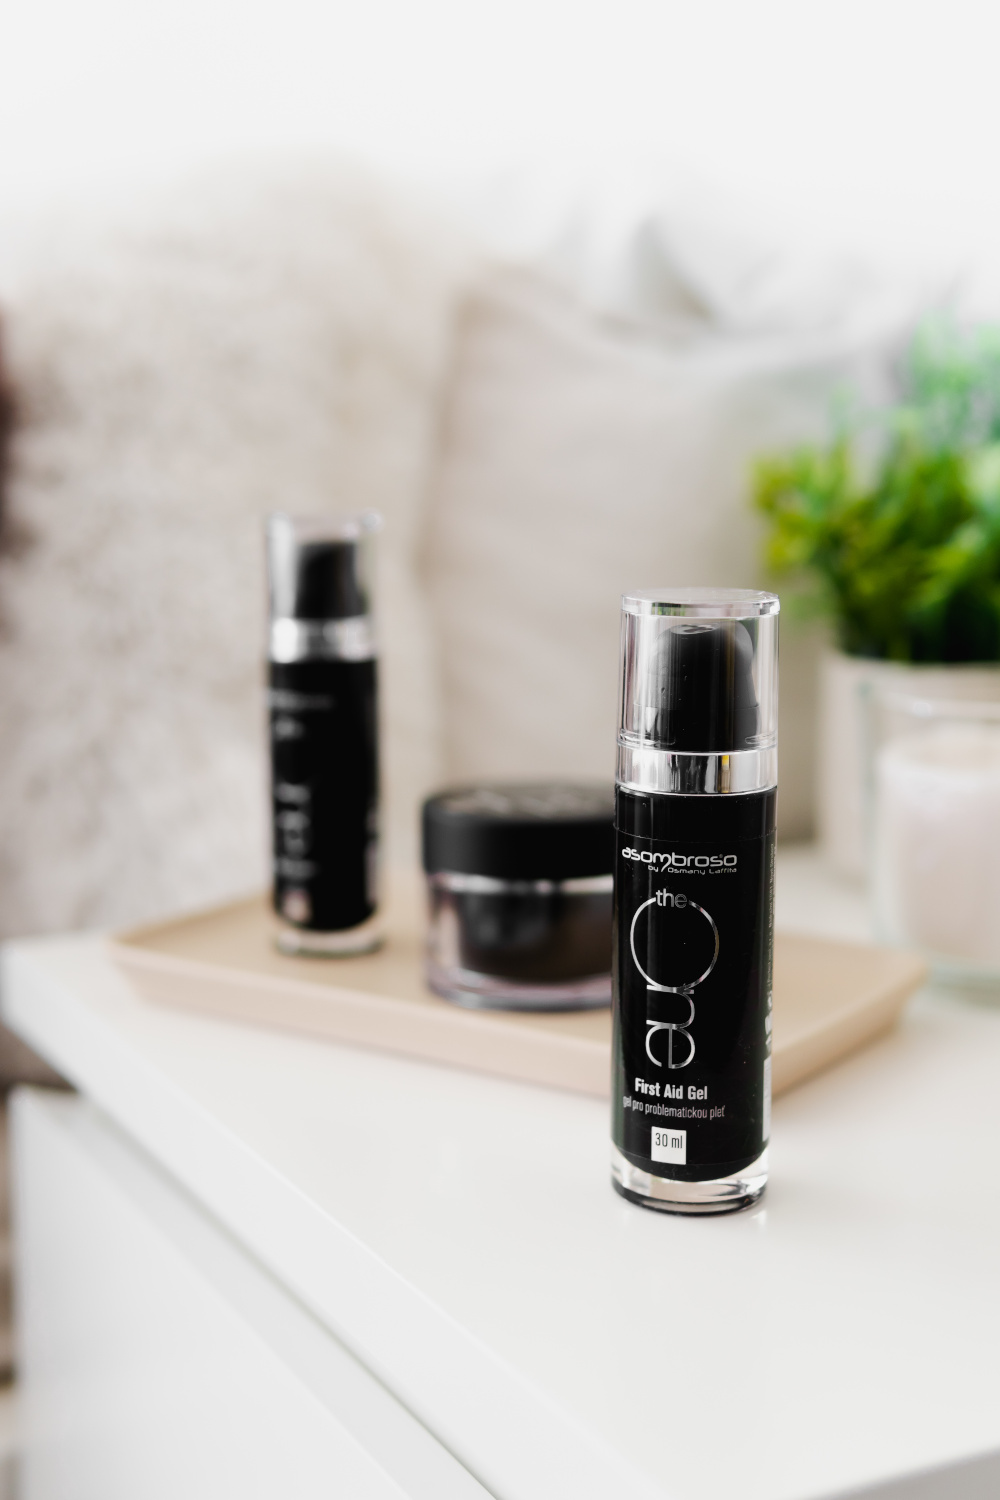 asombroso
by Osmany Laffita
the
One
First Aid Gel
gel pro problematickou pleť
30 ml